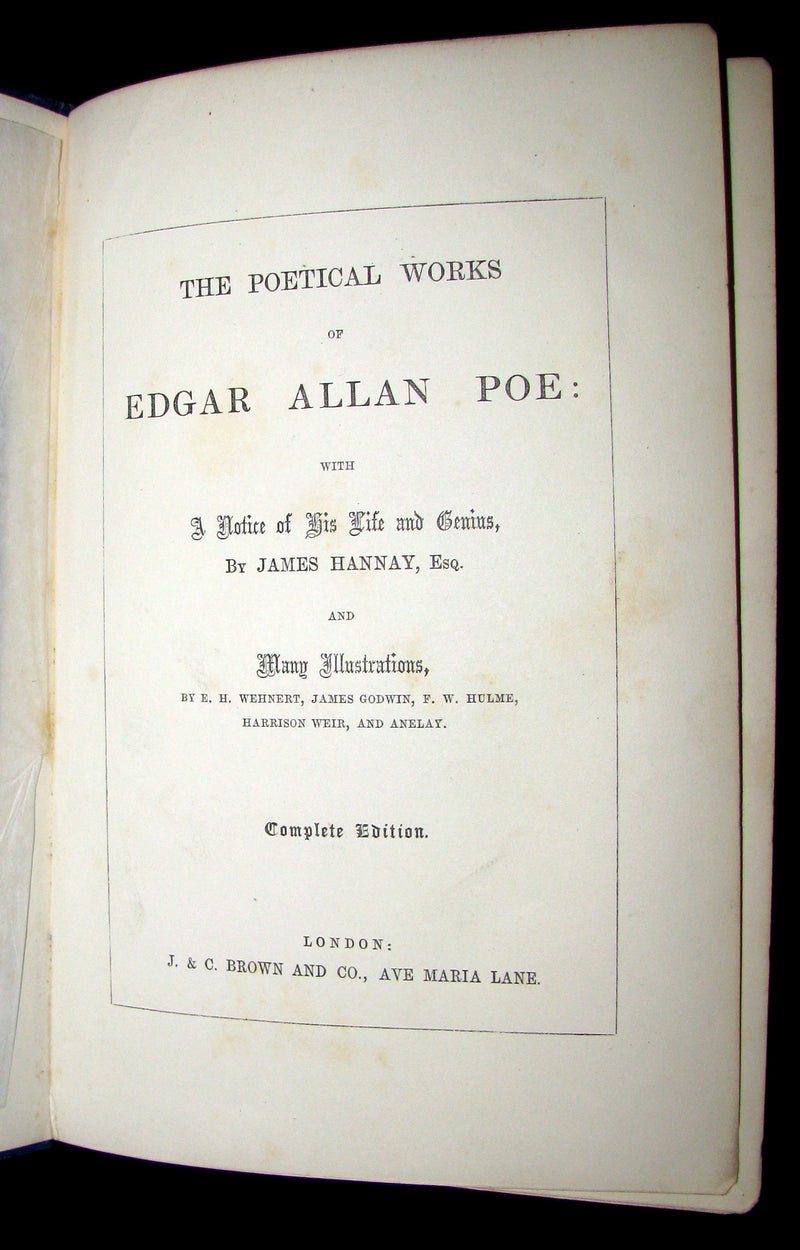 THE POETICAL WORKS
OF
EDGAR ALLAN POE:
WITH
A Notice of His Life and Genius,
By JAMES HANNAY, Esq.
AND
Many Illustrations,
BY E. H. WEHNERT, JAMES GODWIN, F. W. HULME,
HARRISON WEIR, AND ANELAY.
Complete Edition.
LONDON:
J. & C. BROWN AND CO., AVE MARIA LANE.